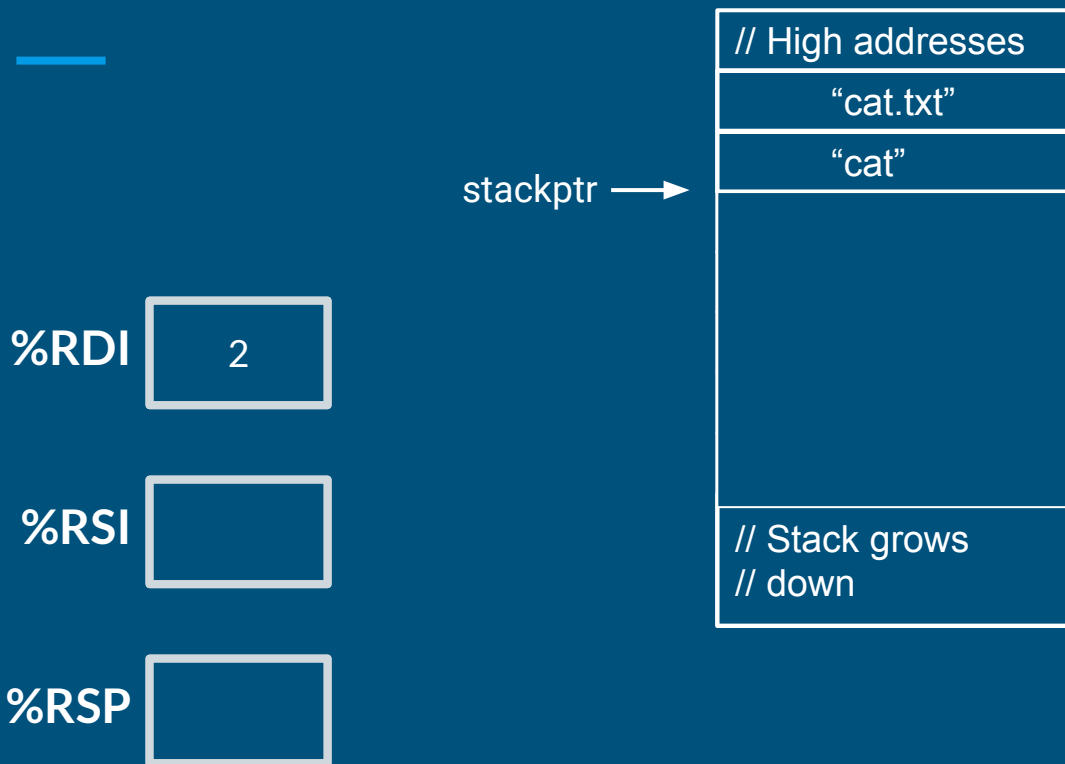 // High addresses
“cat.txt”
“cat”
stackptr
%RDI
2
%RSI
// Stack grows
// down
%RSP